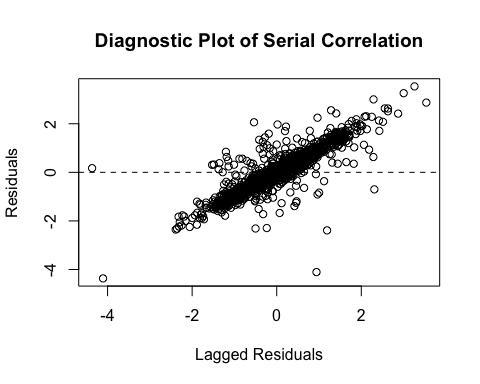 Diagnostic Plot of Serial Correlation
Residuals
2
0
-2
-4
-4
-2
0
2
Lagged Residuals